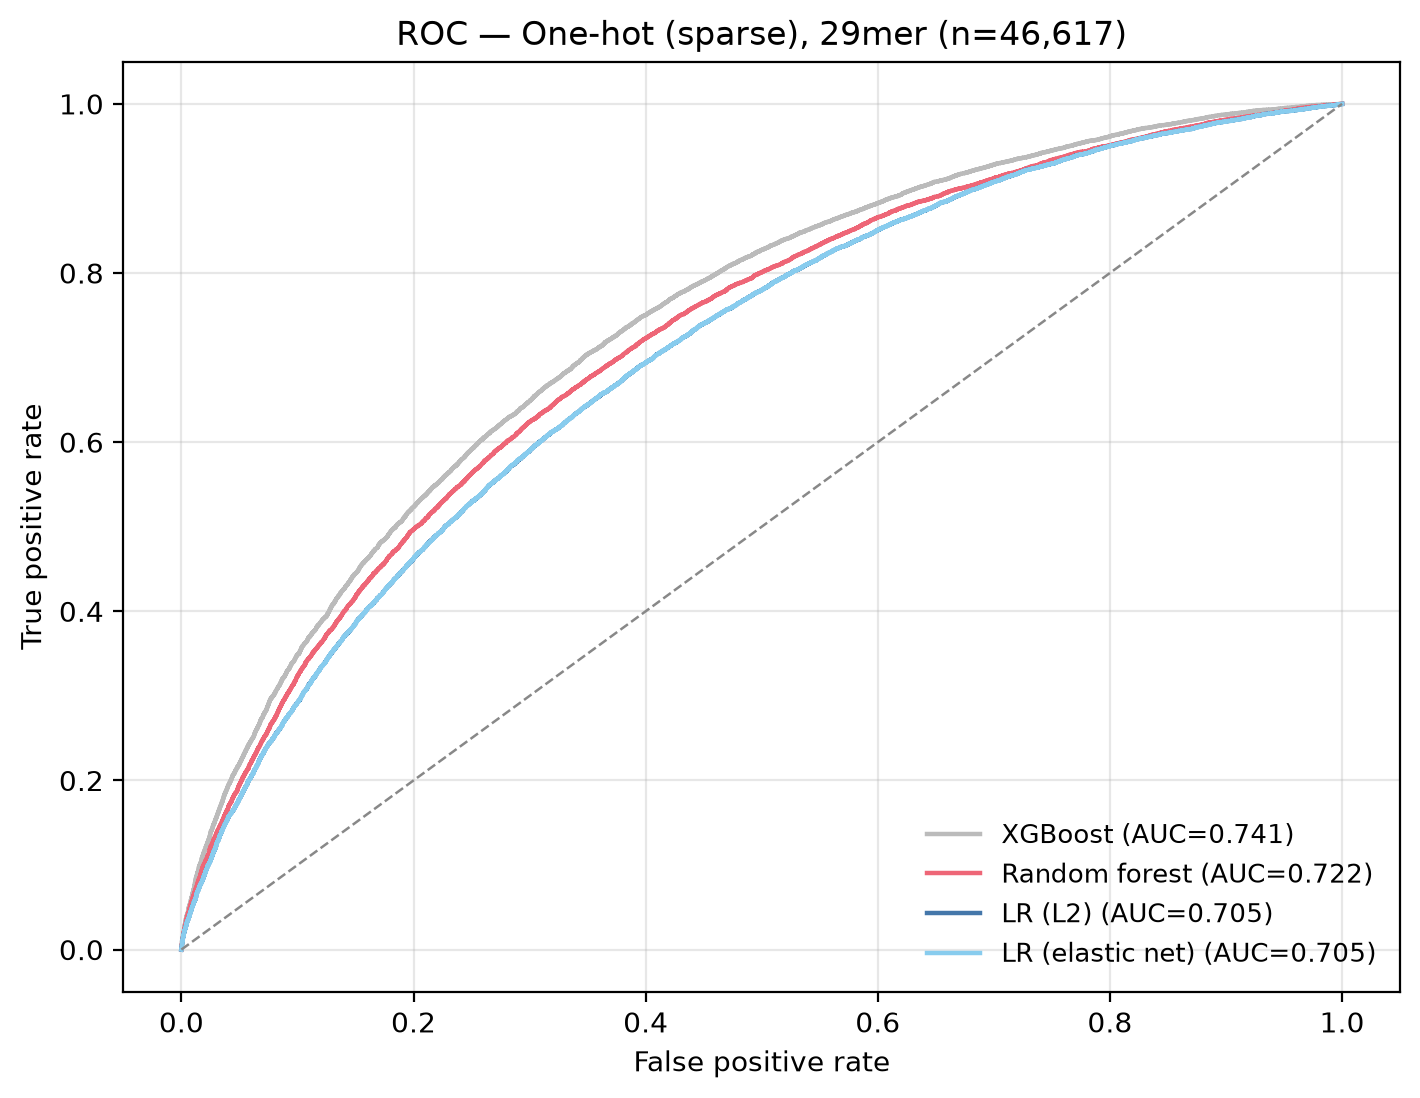 ROC — One-hot (sparse), 29mer (n=46,617)
True positive rate
1.0
0.8
0.6
0.4
0.2
0.0
XGBoost (AUC=0.741)
Random forest (AUC=0.722)
LR (L2) (AUC=0.705)
LR (elastic net) (AUC=0.705)
0.0 0.2 0.4 0.6 0.8 1.0
False positive rate